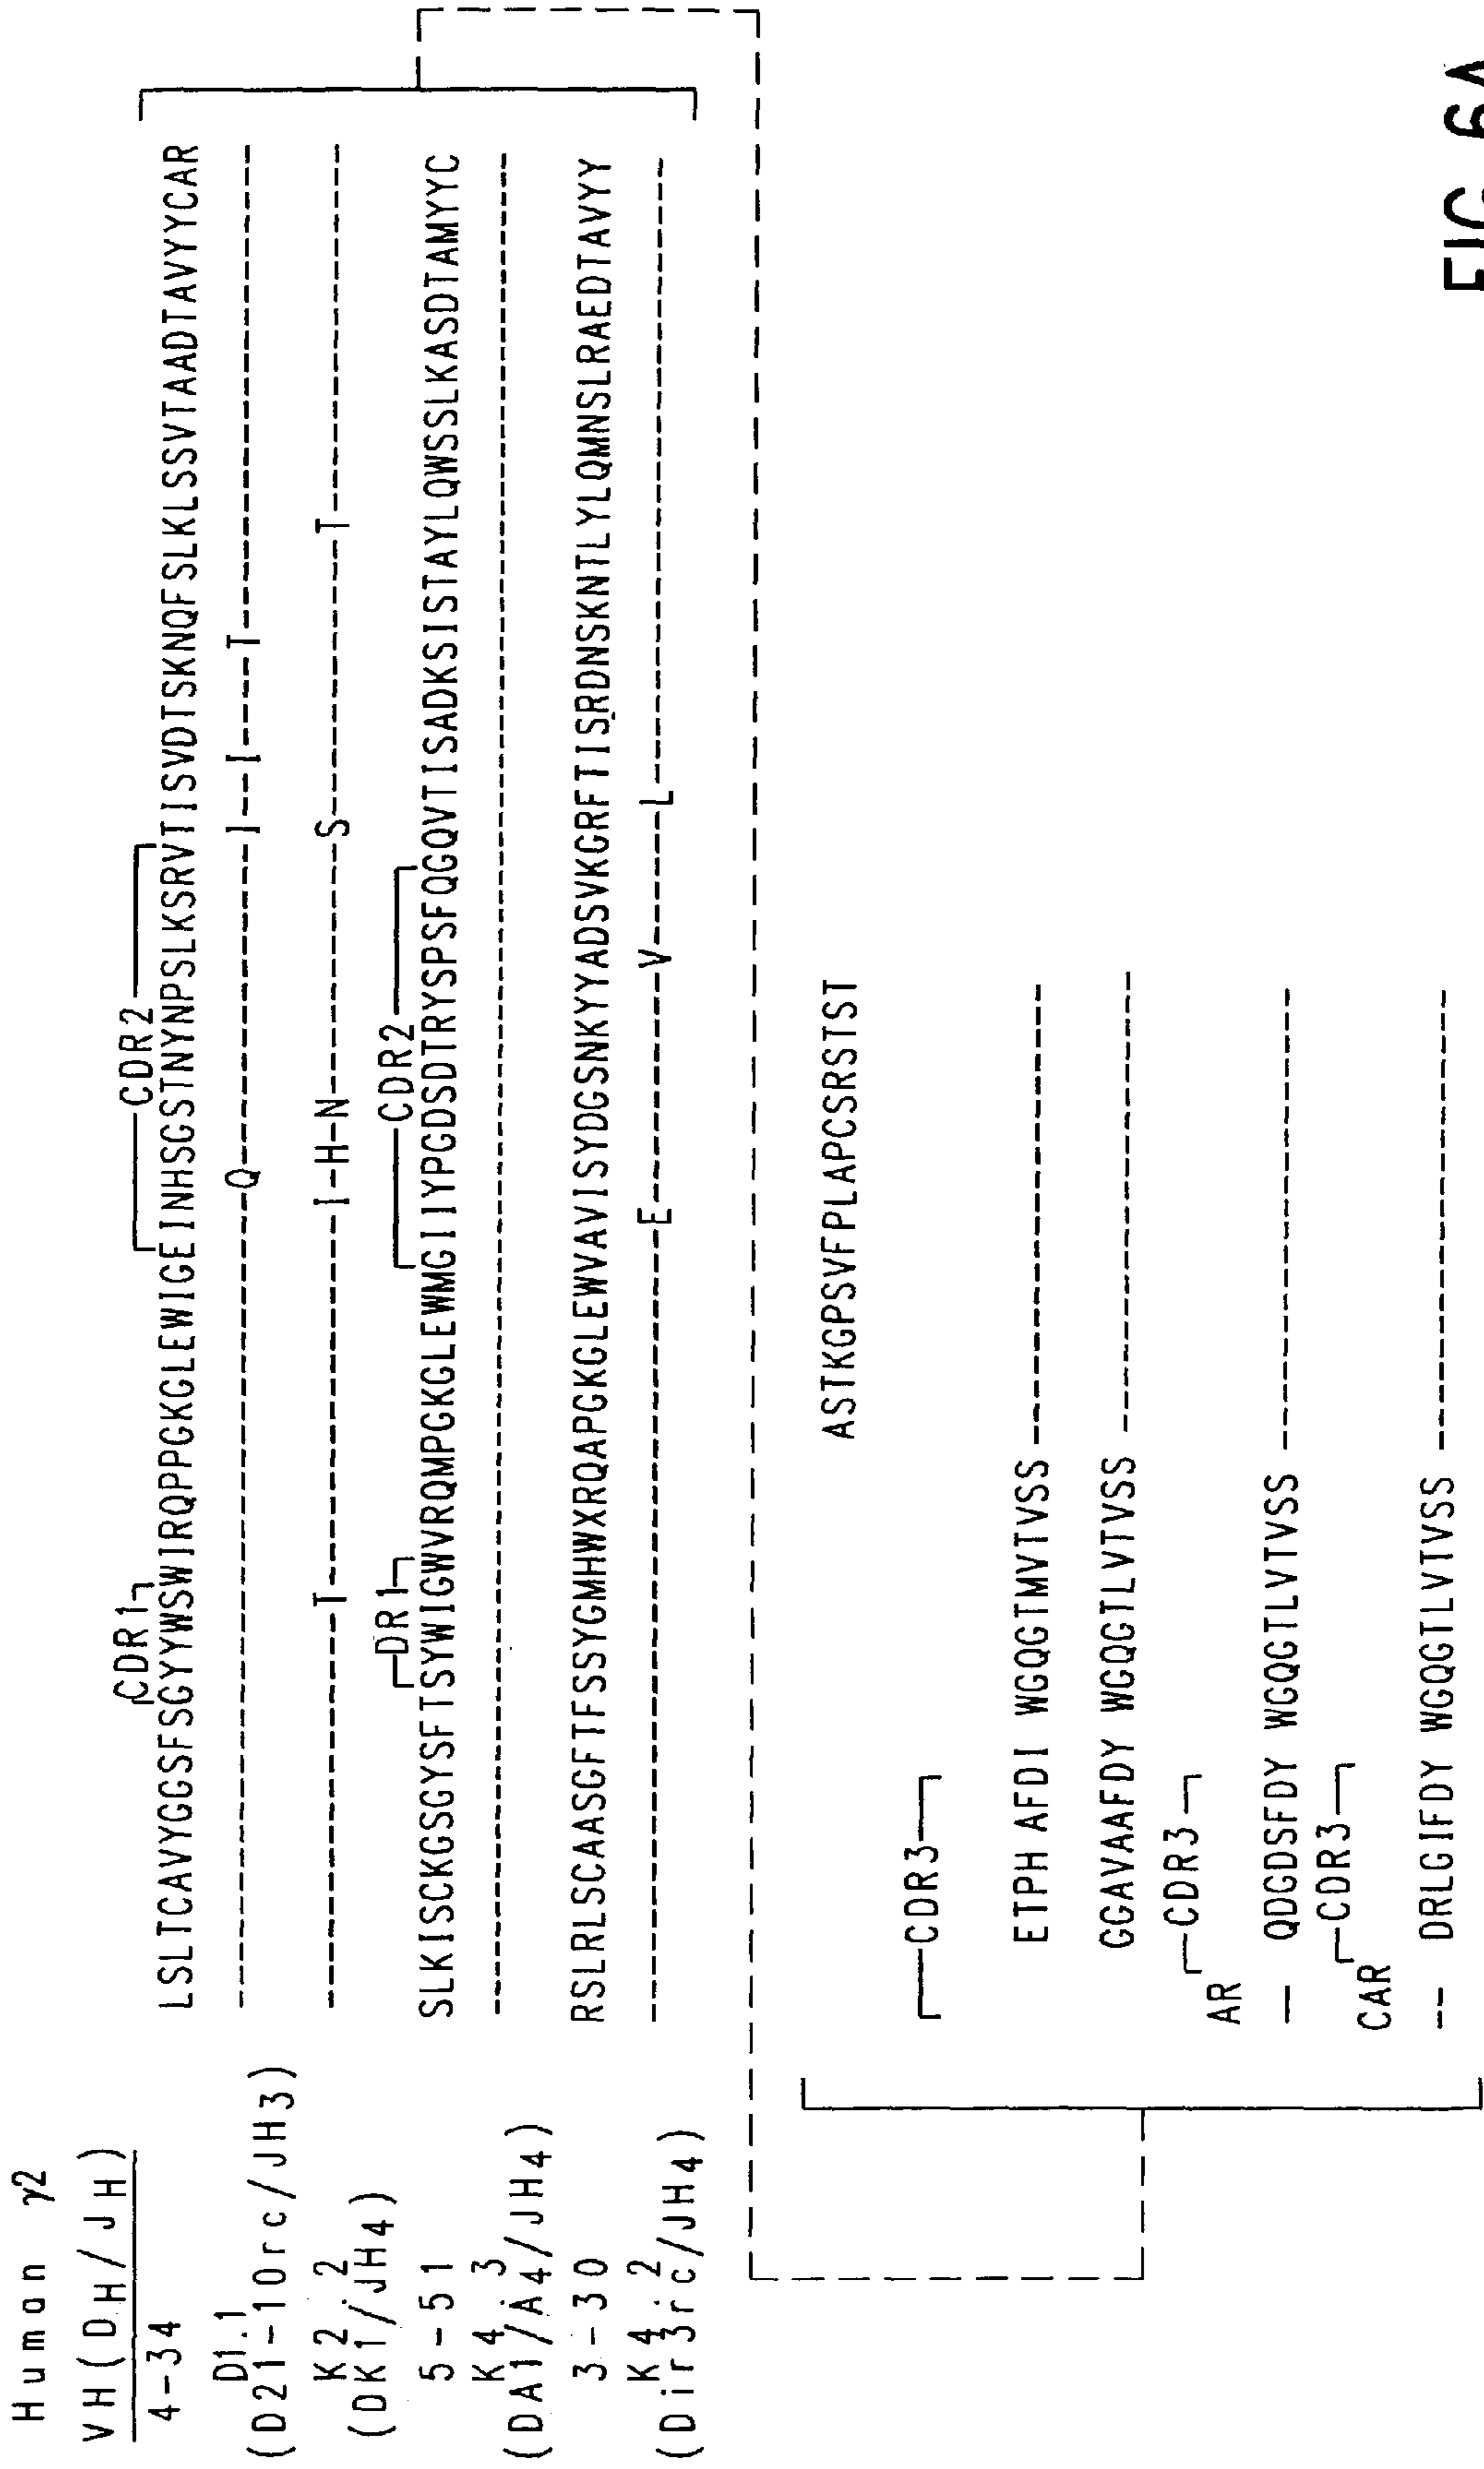 Human γ2
VH(DH/JH)
┌CDR1┐ ┌──CDR2──┐
4-34 LSLTCAVYGGSFSGYYWSWIRQPPGKGLEWIGEINHSGSTNYNPSLKSRVTISVDTSKNQFSLKLSSVTAADTAVYYCAR
D1.1 ----------------------------------------Q---------------I--I----T-----------------------
(D21-10rc/JH3)
K2.2 -----------------T----------------I-H-N-----------S--------------T------------------
(DK1/JH4)
┌DR1┐ ┌──CDR2──┐
5-51 SLKISCKGSGYSFTSYWIGWVRQMPGKGLEWMGIIYPGDSDTRYSPSFQGQVTISADKSISTAYLQWSSLKASDTAMYYC
K4.3 --------------------------------------------------------------------------------
(DA1/A4/JH4)
3-30 RSLRLSCAASGFTFSSYGMHWXRQAPGKGLEWVAVISYDGSNKYYADSVKGRFTISRDNSKNTLYLQMNSLRAEDTAVYY
K4.2 ----------------------------------E----------V------L---------------------------
(Dir3rc/JH4)
ASTKGPSVFPLAPCSRSTST
┌──CDR3──┐
ETPH AFDI WGQGTMVTVSS --------------------
GGAVAAFDY WGQGTLVTVSS --------------------
┌─CDR3─┐
AR
-- QDGDSFDY WGQGTLVTVSS --------------------
┌─CDR3─┐
CAR
--- DRLGIFDY WGQGTLVTVSS --------------------
FIG. 6A